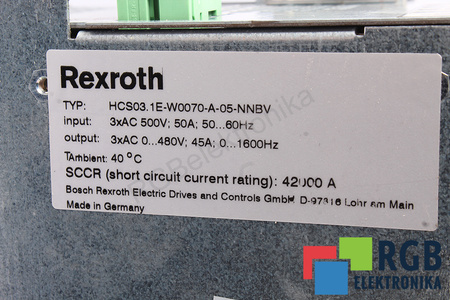 Rexroth
TYP: HCS03.1E-W0070-A-05-NNBV
input: 3xAC 500V; 50A; 50...60Hz
output: 3xAC 0...480V; 45A; 0...1600Hz
TAmbient: 40 °C
SCCR (short circuit current rating): 42000 A
Bosch Rexroth Electric Drives and Controls GmbH D-97816 Lohr am Main
Made in Germany
RGB
ELEKTRONIKA